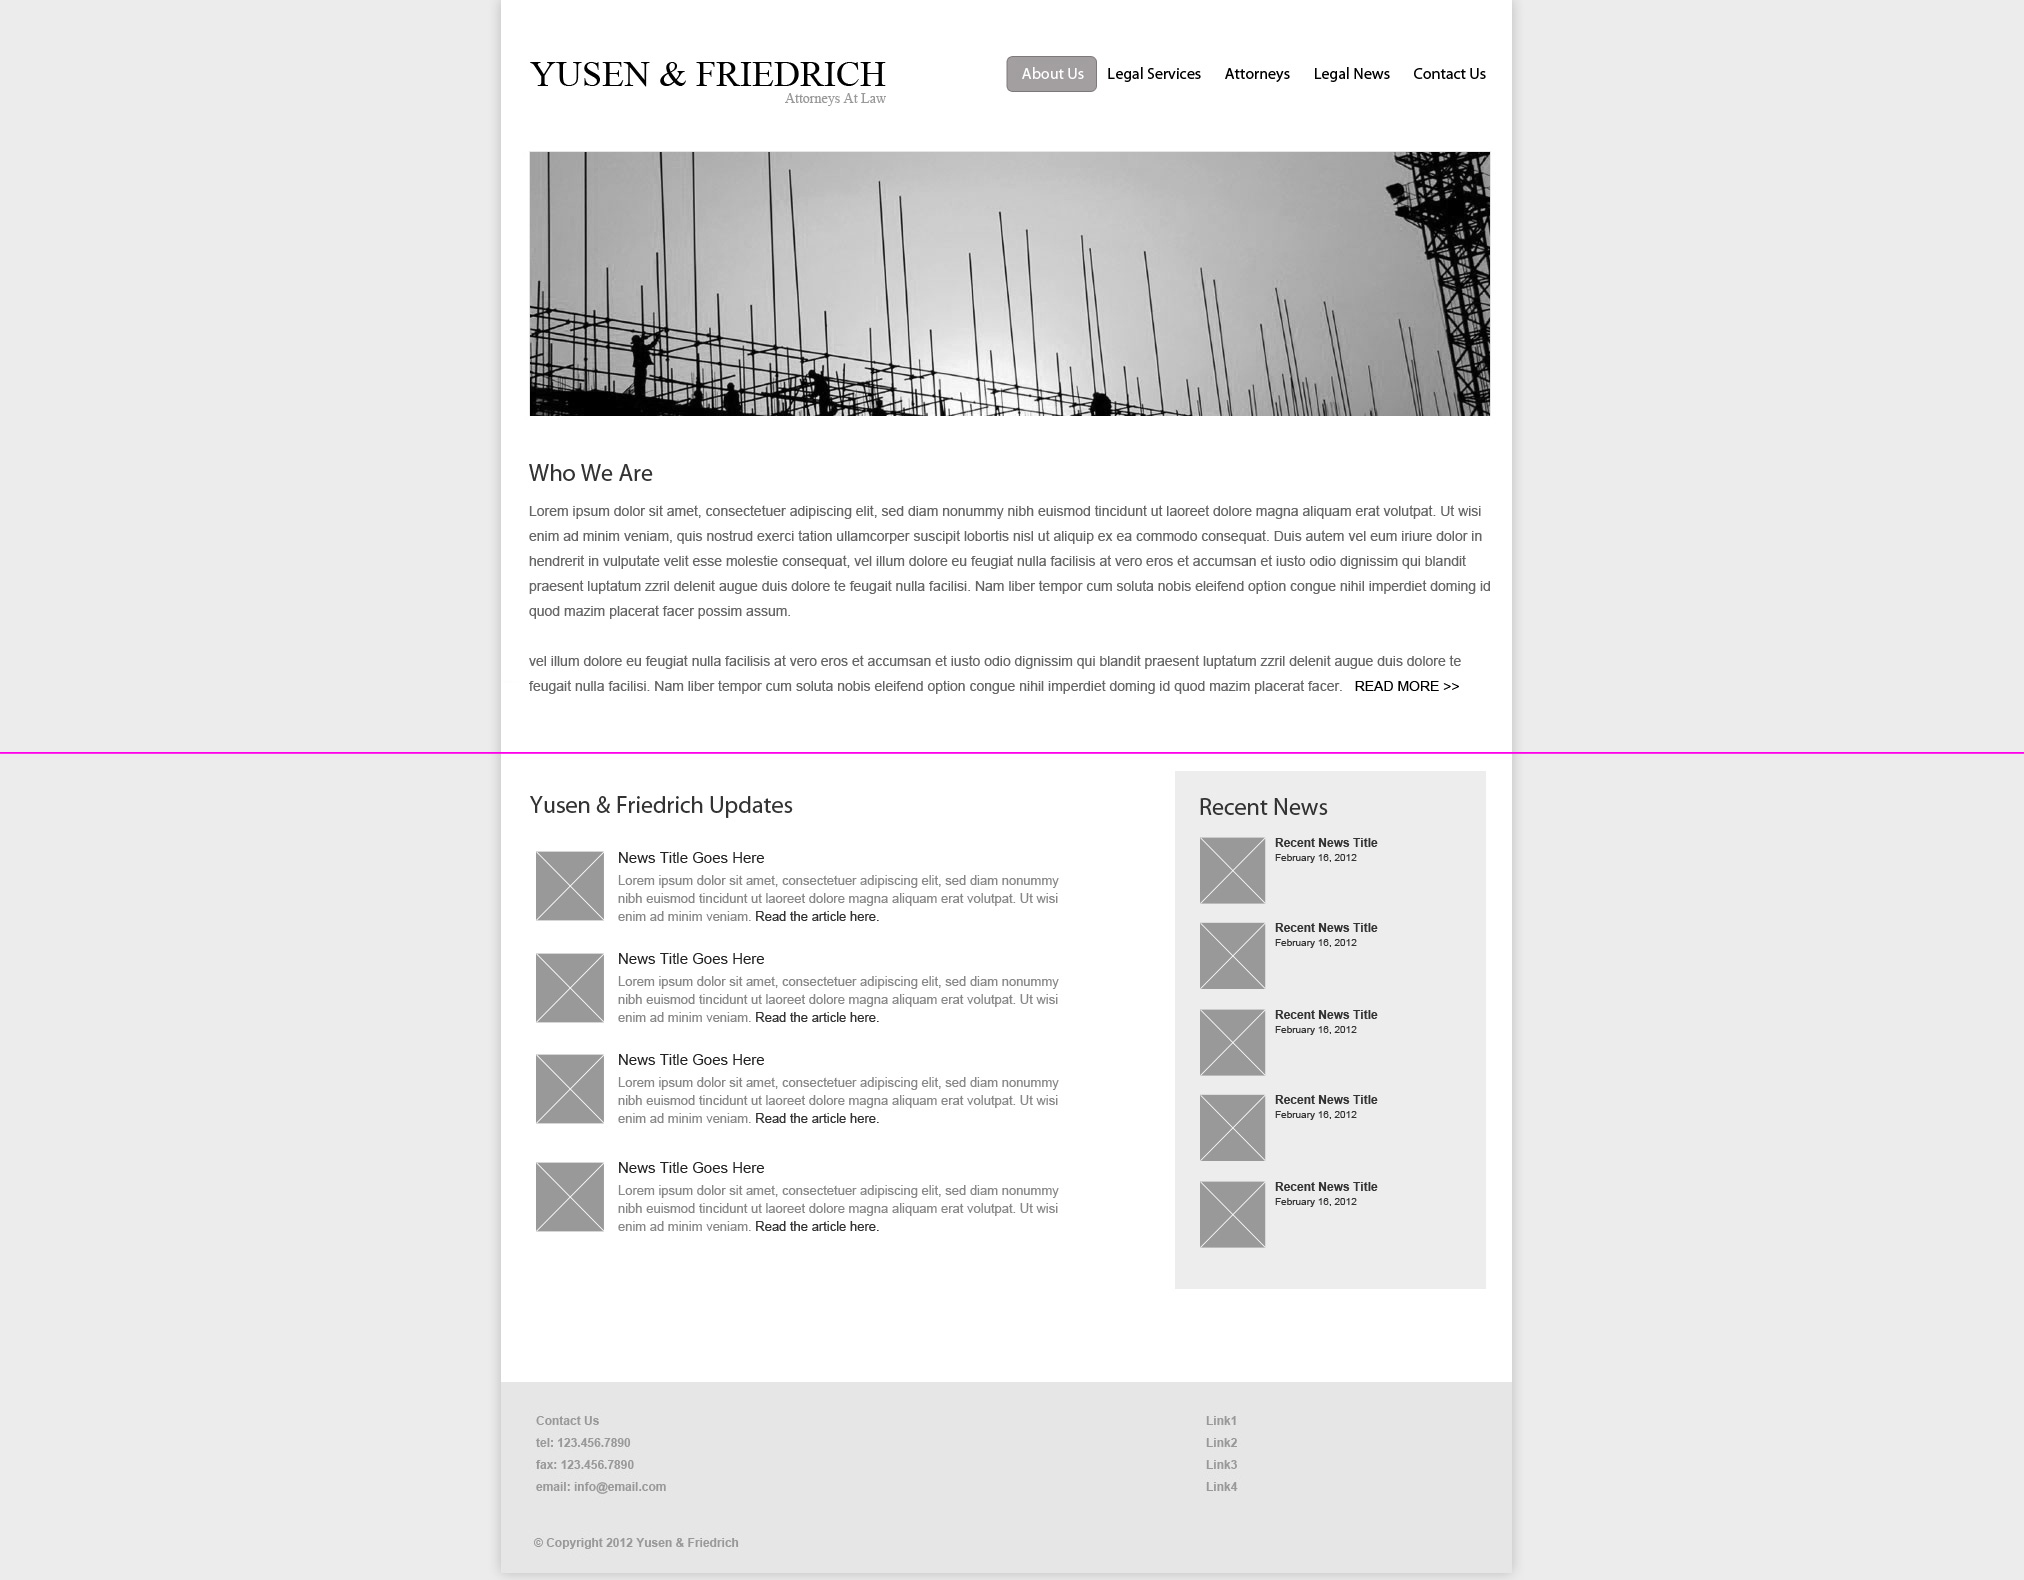 YUSEN & FRIEDRICH
Attorneys At Law
About Us Legal Services Attorneys Legal News Contact Us
Who We Are
Lorem ipsum dolor sit amet, consectetuer adipiscing elit, sed diam nonummy nibh euismod tincidunt ut laoreet dolore magna aliquam erat volutpat. Ut wisi
enim ad minim veniam, quis nostrud exerci tation ullamcorper suscipit lobortis nisl ut aliquip ex ea commodo consequat. Duis autem vel eum iriure dolor in
hendrerit in vulputate velit esse molestie consequat, vel illum dolore eu feugiat nulla facilisis at vero eros et accumsan et iusto odio dignissim qui blandit
praesent luptatum zzril delenit augue duis dolore te feugait nulla facilisi. Nam liber tempor cum soluta nobis eleifend option congue nihil imperdiet doming id
quod mazim placerat facer possim assum.
vel illum dolore eu feugiat nulla facilisis at vero eros et accumsan et iusto odio dignissim qui blandit praesent luptatum zzril delenit augue duis dolore te
feugait nulla facilisi. Nam liber tempor cum soluta nobis eleifend option congue nihil imperdiet doming id quod mazim placerat facer. READ MORE >>
Yusen & Friedrich Updates
News Title Goes Here
Lorem ipsum dolor sit amet, consectetuer adipiscing elit, sed diam nonummy
nibh euismod tincidunt ut laoreet dolore magna aliquam erat volutpat. Ut wisi
enim ad minim veniam. Read the article here.
News Title Goes Here
Lorem ipsum dolor sit amet, consectetuer adipiscing elit, sed diam nonummy
nibh euismod tincidunt ut laoreet dolore magna aliquam erat volutpat. Ut wisi
enim ad minim veniam. Read the article here.
News Title Goes Here
Lorem ipsum dolor sit amet, consectetuer adipiscing elit, sed diam nonummy
nibh euismod tincidunt ut laoreet dolore magna aliquam erat volutpat. Ut wisi
enim ad minim veniam. Read the article here.
News Title Goes Here
Lorem ipsum dolor sit amet, consectetuer adipiscing elit, sed diam nonummy
nibh euismod tincidunt ut laoreet dolore magna aliquam erat volutpat. Ut wisi
enim ad minim veniam. Read the article here.
Recent News
Recent News Title
February 16, 2012
Recent News Title
February 16, 2012
Recent News Title
February 16, 2012
Recent News Title
February 16, 2012
Recent News Title
February 16, 2012
Contact Us
tel: 123.456.7890
fax: 123.456.7890
email: info@email.com
Link1
Link2
Link3
Link4
© Copyright 2012 Yusen & Friedrich